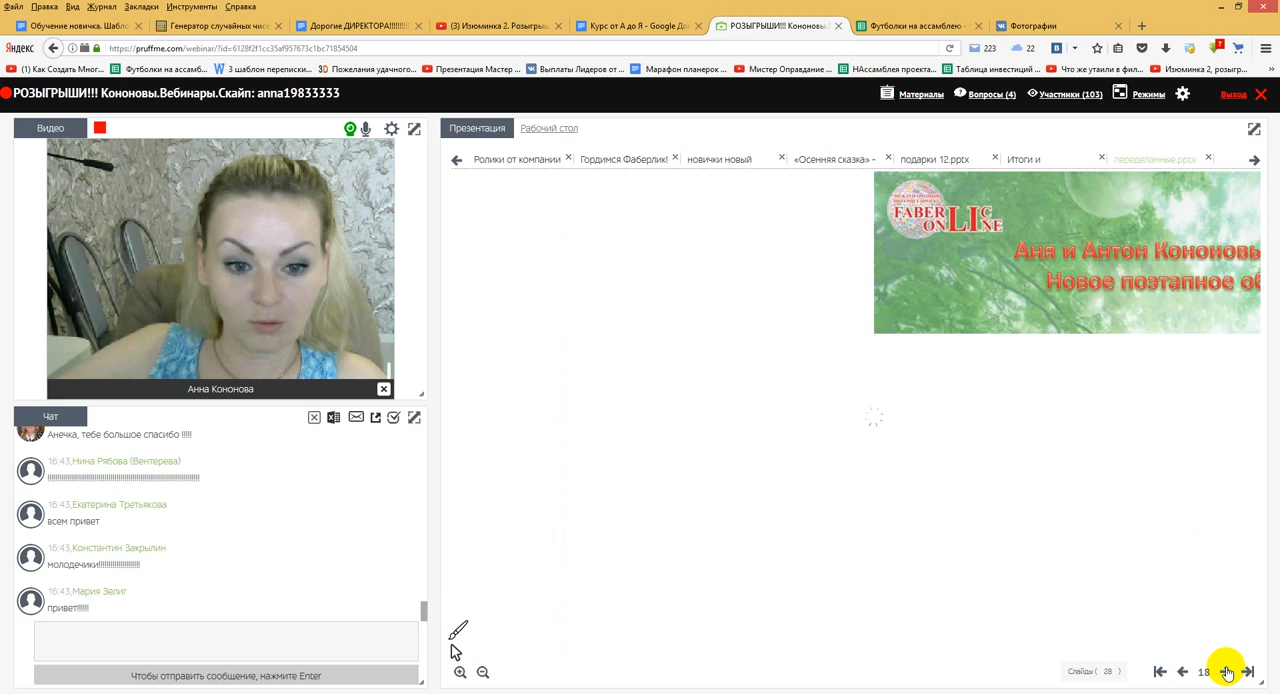 Файл Правка Вид Журнал Закладки Инструменты Справка
Обучение новичка. Шабло
Генератор случайных чисе
Дорогие ДИРЕКТОРА!!!!!!!!
(3) Изюминка 2. Розыгрыш
Курс от А до Я - Google До
РОЗЫГРЫШИ!!! Кононовы.
Футболки на ассамблею -
Фотографии
Яндекс
https://pruffme.com/webinar/?id=6128f2f1cc35af957673c1bc71854504
223
22
7
(1) Как Создать Мног...
Футболки на ассамб...
3 шаблон переписки...
Пожелания удачного...
Презентация Мастер ...
Выплаты Лидеров от ...
Марафон планерок ...
Мистер Оправдание ...
НАссамблея проекта...
Таблица инвестиций ...
Что же утаили в фил...
Изюминка 2, розыгр...
РОЗЫГРЫШИ!!! Кононовы.Вебинары.Скайп: anna19833333
Материалы
Вопросы (4)
Участники (103)
Режимы
Выход
Видео
Презентация
Рабочий стол
Ролики от компании
Гордимся Фаберлик!
новички новый
«Осенняя сказка» -
подарки 12.pptx
Итоги и
переделанные.pptx
FABERLIC
ONLINE
Аня и Антон Кононовы
Новое поэтапное об
Анна Кононова
Чат
Анечка, тебе большое спасибо !!!!!
16:43, Нина Рябова (Вентерева)
!!!!!!!!!!!!!!!!!!!!!!!!!!!!!!!!!!!!!!!!!!!!!!!!!!!!!!!!!!!!!!!!!!!!!!
16:43, Екатерина Третьякова
всем привет
16:43, Константин Закрылин
молодечики!!!!!!!!!!!!!!!!!!!!!
16:43, Мария Зелиг
привет!!!!!!
Чтобы отправить сообщение, нажмите Enter
Слайды ( 28 )
18